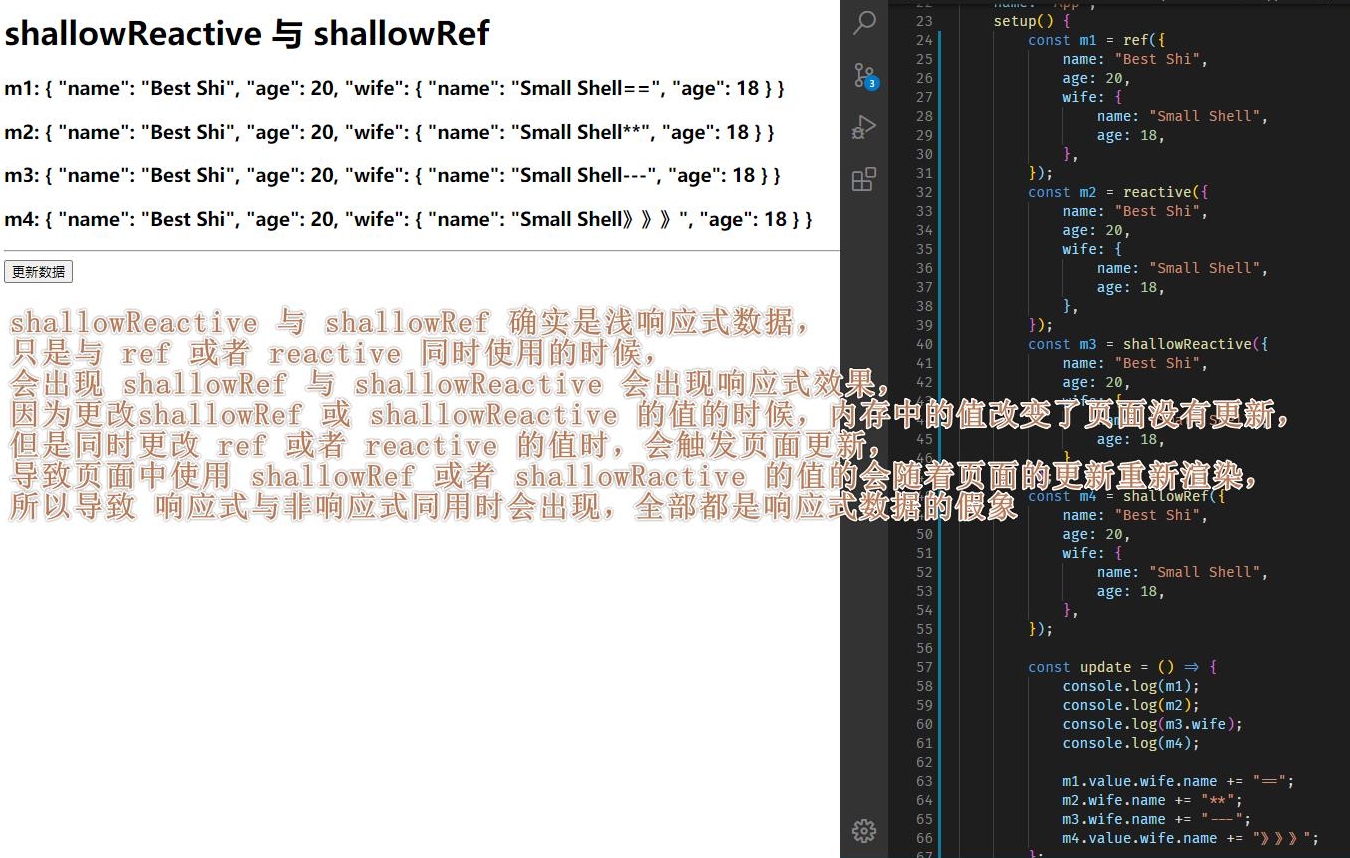 shallowReactive 与 shallowRef
m1: { "name": "Best Shi", "age": 20, "wife": { "name": "Small Shell==", "age": 18 } }
m2: { "name": "Best Shi", "age": 20, "wife": { "name": "Small Shell**", "age": 18 } }
m3: { "name": "Best Shi", "age": 20, "wife": { "name": "Small Shell---", "age": 18 } }
m4: { "name": "Best Shi", "age": 20, "wife": { "name": "Small Shell》》》", "age": 18 } }
更新数据
shallowReactive 与 shallowRef 确实是浅响应式数据，
只是与 ref 或者 reactive 同时使用的时候，
会出现 shallowRef 与 shallowReactive 会出现响应式效果，
因为更改shallowRef 或 shallowReactive 的值的时候，内存中的值改变了页面没有更新，
但是同时更改 ref 或者 reactive 的值时，会触发页面更新，
导致页面中使用 shallowRef 或者 shallowRactive 的值的会随着页面的更新重新渲染，
所以导致 响应式与非响应式同用时会出现，全部都是响应式数据的假象
3
23 setup() {
24 const m1 = ref({
25 name: "Best Shi",
26 age: 20,
27 wife: {
28 name: "Small Shell",
29 age: 18,
30 },
31 });
32 const m2 = reactive({
33 name: "Best Shi",
34 age: 20,
35 wife: {
36 name: "Small Shell",
37 age: 18,
38 },
39 });
40 const m3 = shallowReactive({
41 name: "Best Shi",
42 age: 20,
45 age: 18,
46 }
const m4 = shallowRef({
name: "Best Shi",
50 age: 20,
51 wife: {
52 name: "Small Shell",
53 age: 18,
54 },
55 });
56
57 const update = () => {
58 console.log(m1);
59 console.log(m2);
60 console.log(m3.wife);
61 console.log(m4);
62
63 m1.value.wife.name += "==";
64 m2.wife.name += "**";
65 m3.wife.name += "---";
66 m4.value.wife.name += "》》》";
67 };